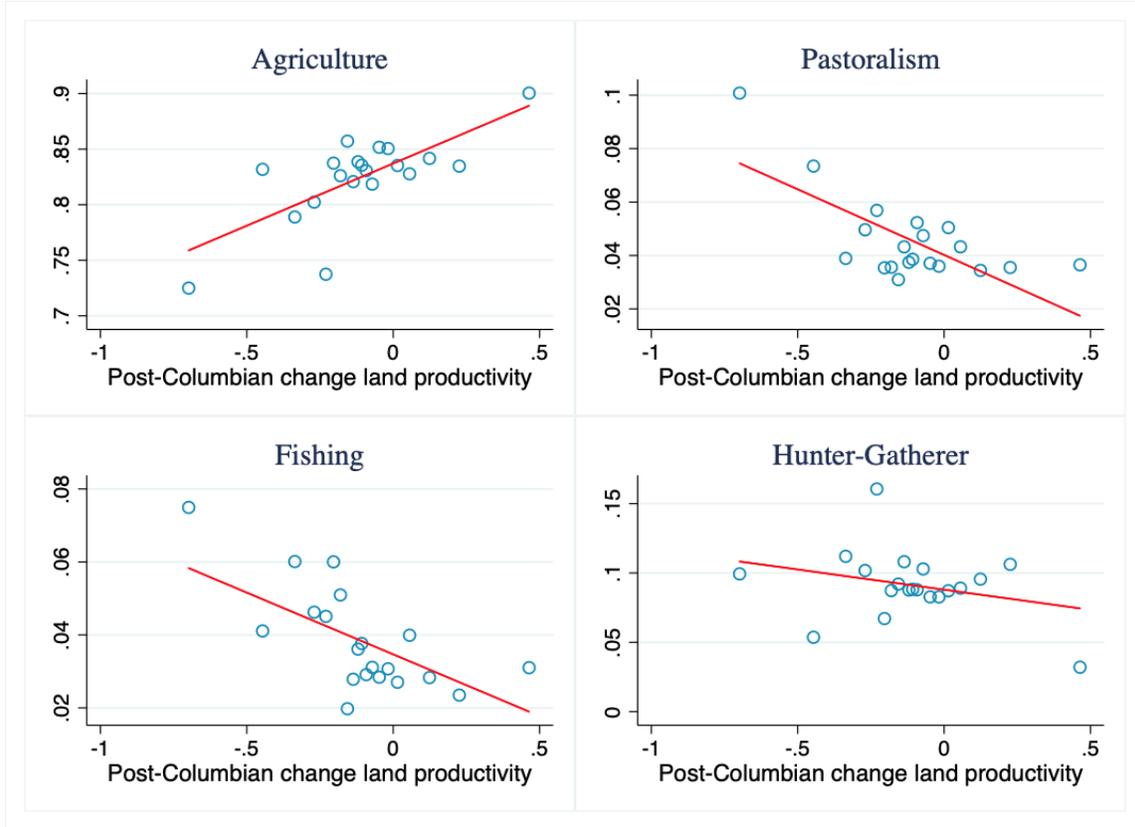 Agriculture
.9
.85
.8
.75
.7
-1 -.5 0 .5
Post-Columbian change land productivity
Pastoralism
.1
.08
.06
.04
.02
-1 -.5 0 .5
Post-Columbian change land productivity
Fishing
.08
.06
.04
.02
-1 -.5 0 .5
Post-Columbian change land productivity
Hunter-Gatherer
.15
.1
.05
0
-1 -.5 0 .5
Post-Columbian change land productivity